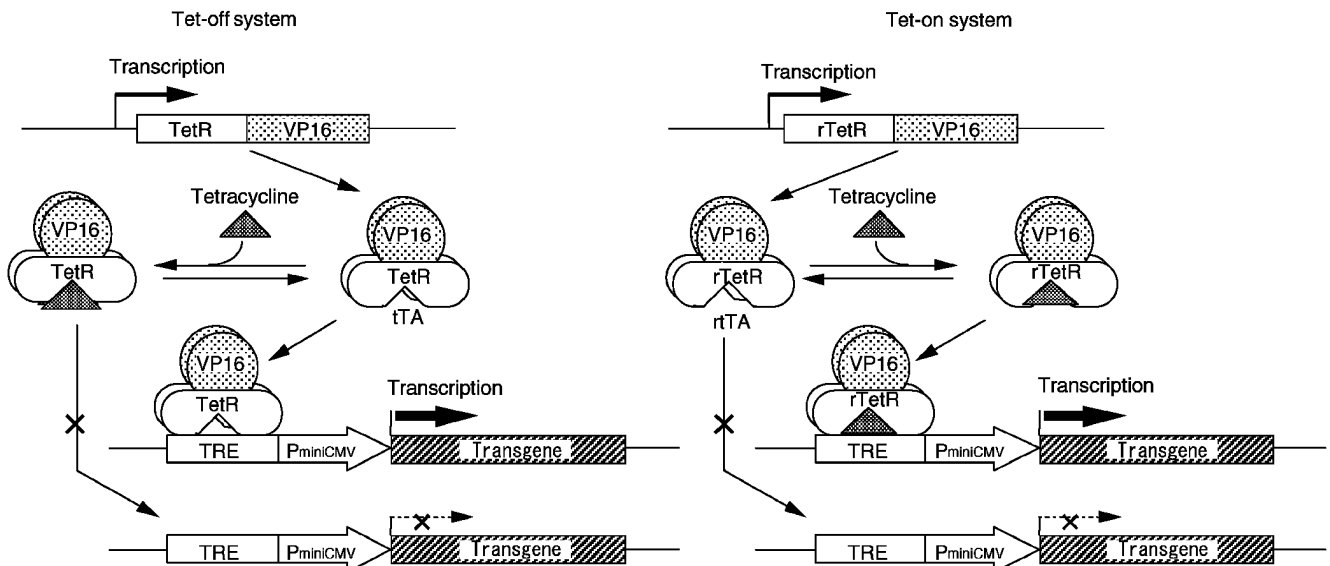 Tet-off system
Tet-on system
Transcription
Transcription
TetR VP16
rTetR VP16
Tetracycline
Tetracycline
VP16
VP16
VP16
VP16
TetR
TetR
rTetR
rTetR
tTA
rtTA
VP16
VP16
TetR
rTetR
Transcription
Transcription
TRE PminiCMV Transgene
TRE PminiCMV Transgene
TRE PminiCMV Transgene
TRE PminiCMV Transgene